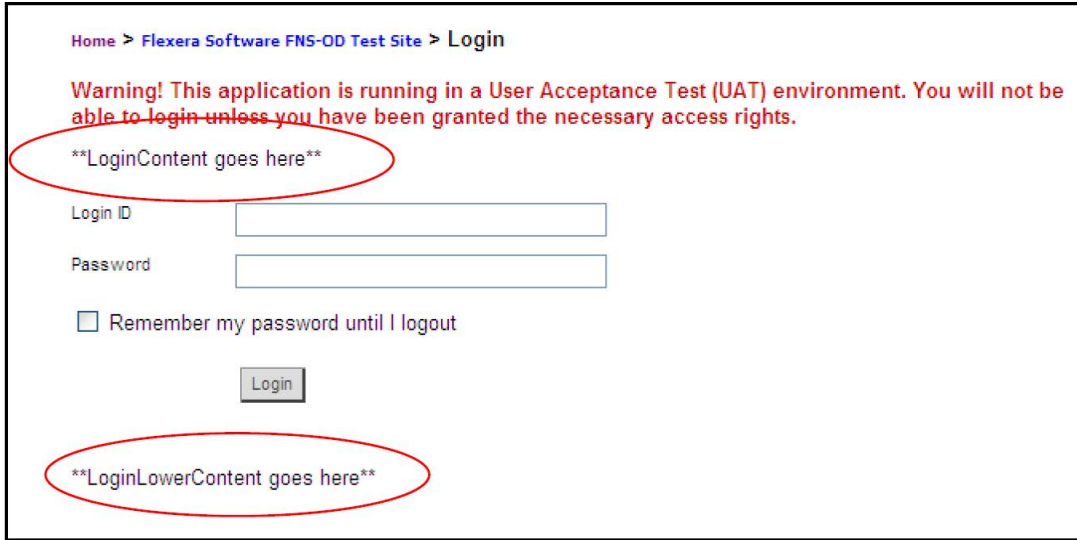 Home > Flexera Software FNS-OD Test Site > Login
Warning! This application is running in a User Acceptance Test (UAT) environment. You will not be
able to login unless you have been granted the necessary access rights.
**LoginContent goes here**
Login ID
Password
Remember my password until I logout
Login
**LoginLowerContent goes here**